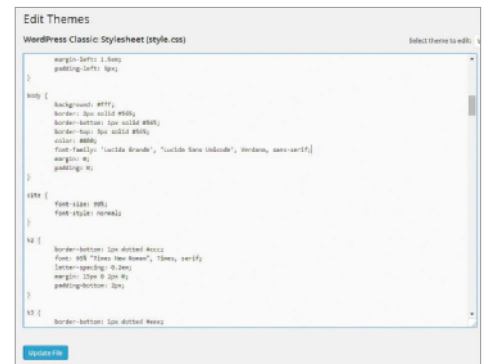 Edit Themes
WordPress Classic: Stylesheet (style.css)
Select theme to edit:
margin-left: 1.5em;
padding-left: 5px;
}
body {
background: #fff;
border: 2px solid #565;
border-bottom: 1px solid #565;
border-top: 3px solid #565;
color: #000;
font-family: 'Lucida Grande', 'Lucida Sans Unicode', Verdana, sans-serif;
margin: 0;
padding: 0;
}
cite {
font-size: 90%;
font-style: normal;
}
h2 {
border-bottom: 1px dotted #ccc;
font: 95% "Times New Roman", Times, serif;
letter-spacing: 0.2em;
margin: 15px 0 2px 0;
padding-bottom: 2px;
}
h3 {
border-bottom: 1px dotted #eee;
Update File